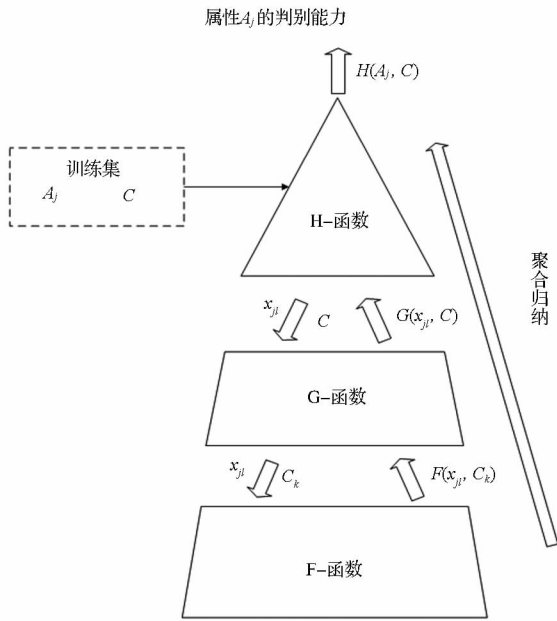 属性Aj的判别能力
H(Aj, C)
训练集
Aj C
H-函数
xjl C G(xjl, C)
聚合归纳
G-函数
xjl Ck F(xjl, Ck)
F-函数